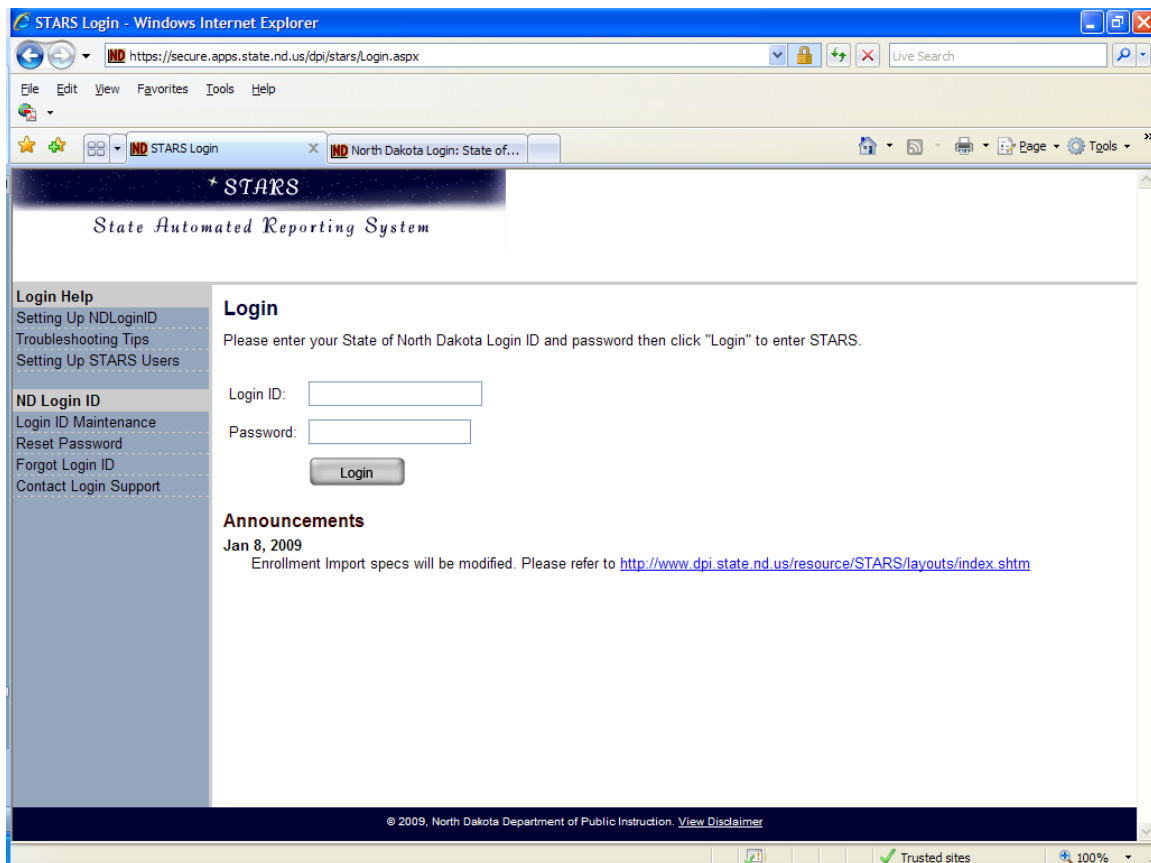 STARS Login - Windows Internet Explorer
https://secure.apps.state.nd.us/dpi/stars/Login.aspx
Live Search
File Edit View Favorites Tools Help
ND STARS Login
ND North Dakota Login: State of...
Page Tools »
STARS
State Automated Reporting System
Login Help
Setting Up NDLoginID
Troubleshooting Tips
Setting Up STARS Users
ND Login ID
Login ID Maintenance
Reset Password
Forgot Login ID
Contact Login Support
Login
Please enter your State of North Dakota Login ID and password then click "Login" to enter STARS.
Login ID:
Password:
Login
Announcements
Jan 8, 2009
Enrollment Import specs will be modified. Please refer to http://www.dpi.state.nd.us/resource/STARS/layouts/index.shtm
© 2009, North Dakota Department of Public Instruction. View Disclaimer
Trusted sites
100%